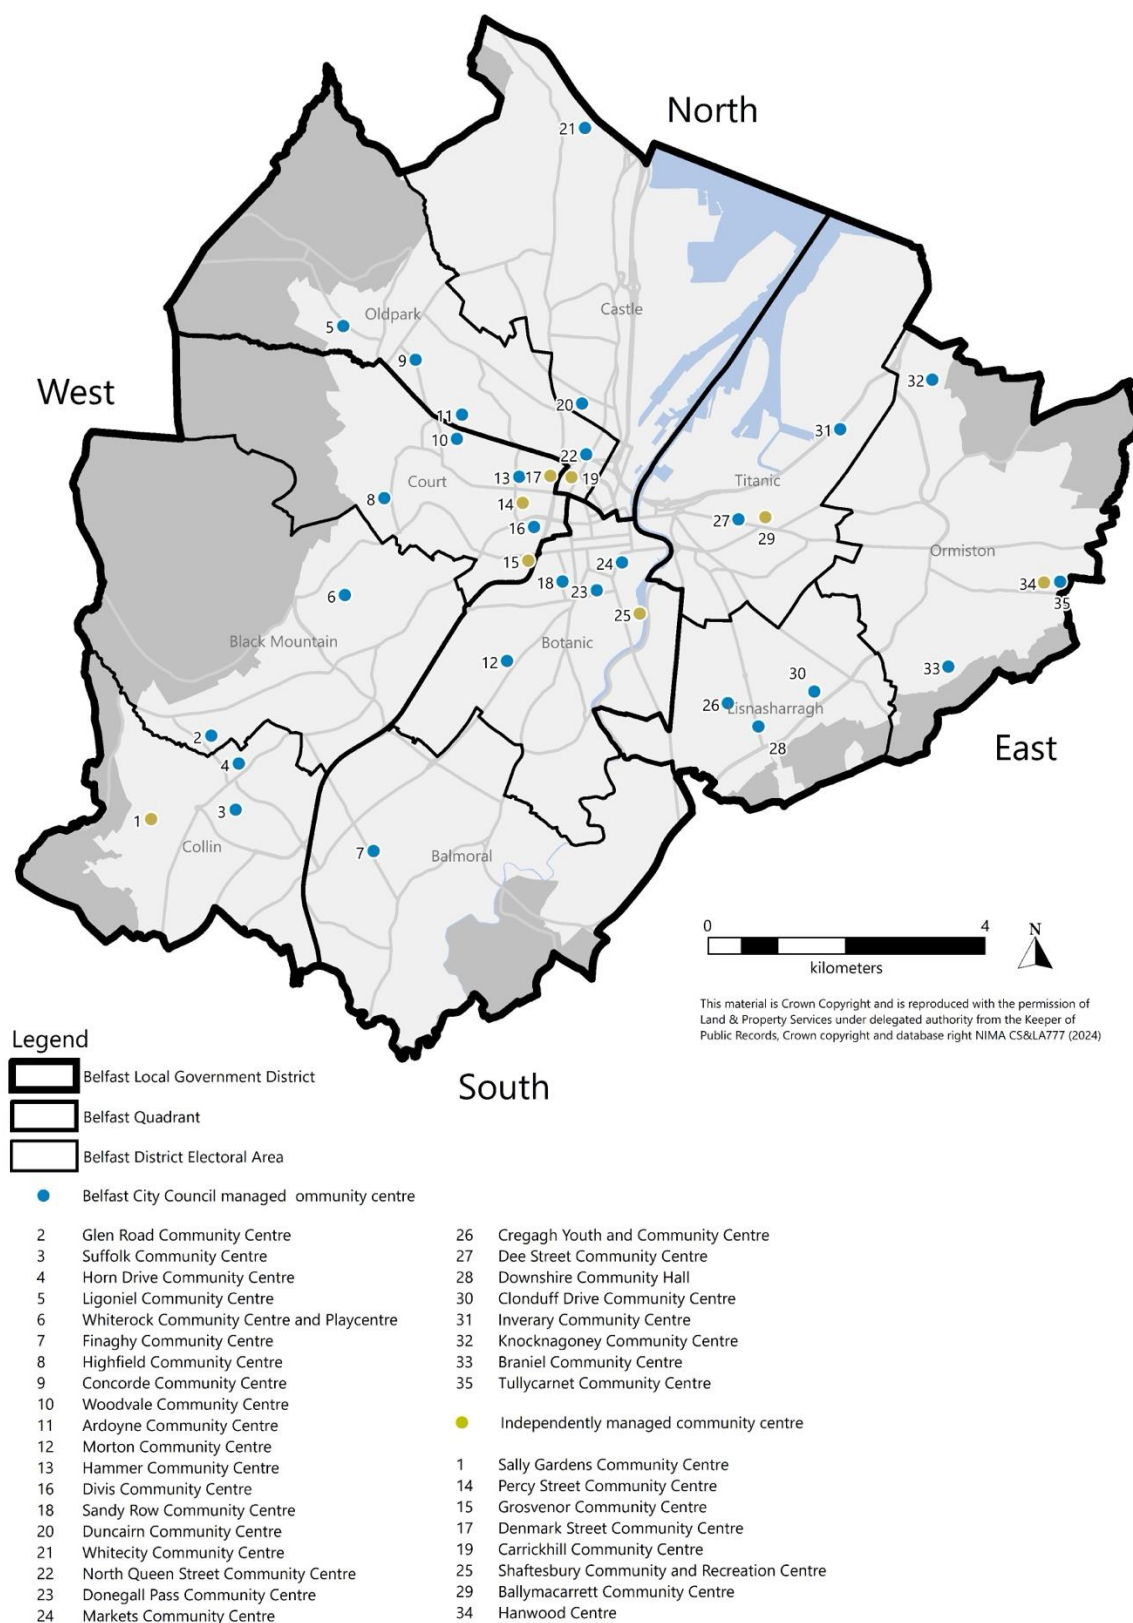 North
21
Castle
Oldpark
5
9
West
32
20
11
31
10
22
Court
13
17
19
Titanic
8
14
27
16
29
Ormiston
15
24
18
23
34
35
6
25
Black Mountain
Botanic
12
33
30
26
Lisnasharragh
2
28
East
4
3
1
Collin
7
Balmoral
0
4
kilometers
N
This material is Crown Copyright and is reproduced with the permission of
Land & Property Services under delegated authority from the Keeper of
Public Records, Crown copyright and database right NIMA CS&LA777 (2024)
South
Legend
Belfast Local Government District
Belfast Quadrant
Belfast District Electoral Area
Belfast City Council managed ommunity centre
2 Glen Road Community Centre
3 Suffolk Community Centre
4 Horn Drive Community Centre
5 Ligoniel Community Centre
6 Whiterock Community Centre and Playcentre
7 Finaghy Community Centre
8 Highfield Community Centre
9 Concorde Community Centre
10 Woodvale Community Centre
11 Ardoyne Community Centre
12 Morton Community Centre
13 Hammer Community Centre
16 Divis Community Centre
18 Sandy Row Community Centre
20 Duncairn Community Centre
21 Whitecity Community Centre
22 North Queen Street Community Centre
23 Donegall Pass Community Centre
24 Markets Community Centre
26 Cregagh Youth and Community Centre
27 Dee Street Community Centre
28 Downshire Community Hall
30 Clonduff Drive Community Centre
31 Inverary Community Centre
32 Knocknagoney Community Centre
33 Braniel Community Centre
35 Tullycarnet Community Centre
Independently managed community centre
1 Sally Gardens Community Centre
14 Percy Street Community Centre
15 Grosvenor Community Centre
17 Denmark Street Community Centre
19 Carrickhill Community Centre
25 Shaftesbury Community and Recreation Centre
29 Ballymacarrett Community Centre
34 Hanwood Centre